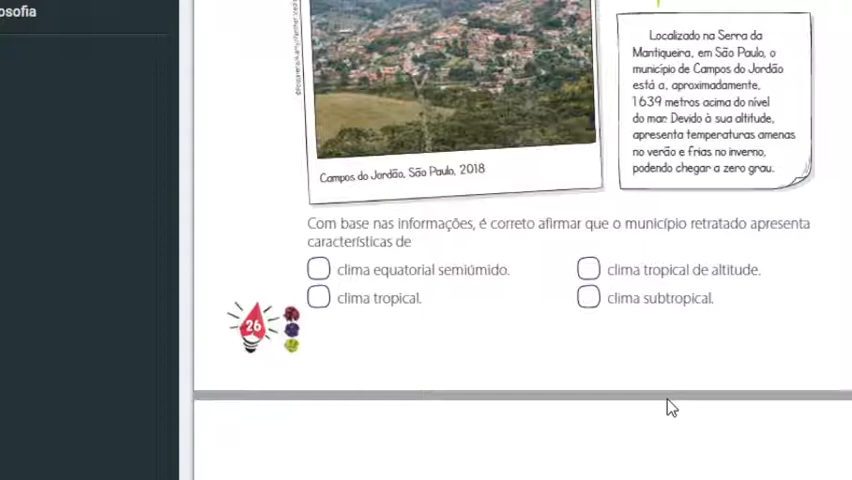 osofia
Localizado na Serra da
Mantiqueira, em São Paulo, o
município de Campos do Jordão
está a, aproximadamente,
1 639 metros acima do nível
do mar. Devido à sua altitude,
apresenta temperaturas amenas
no verão e frias no inverno,
podendo chegar a zero grau.
Campos do Jordão, São Paulo, 2018
Com base nas informações, é correto afirmar que o município retratado apresenta
características de
clima equatorial semiúmido.
clima tropical de altitude.
clima tropical.
clima subtropical.
26